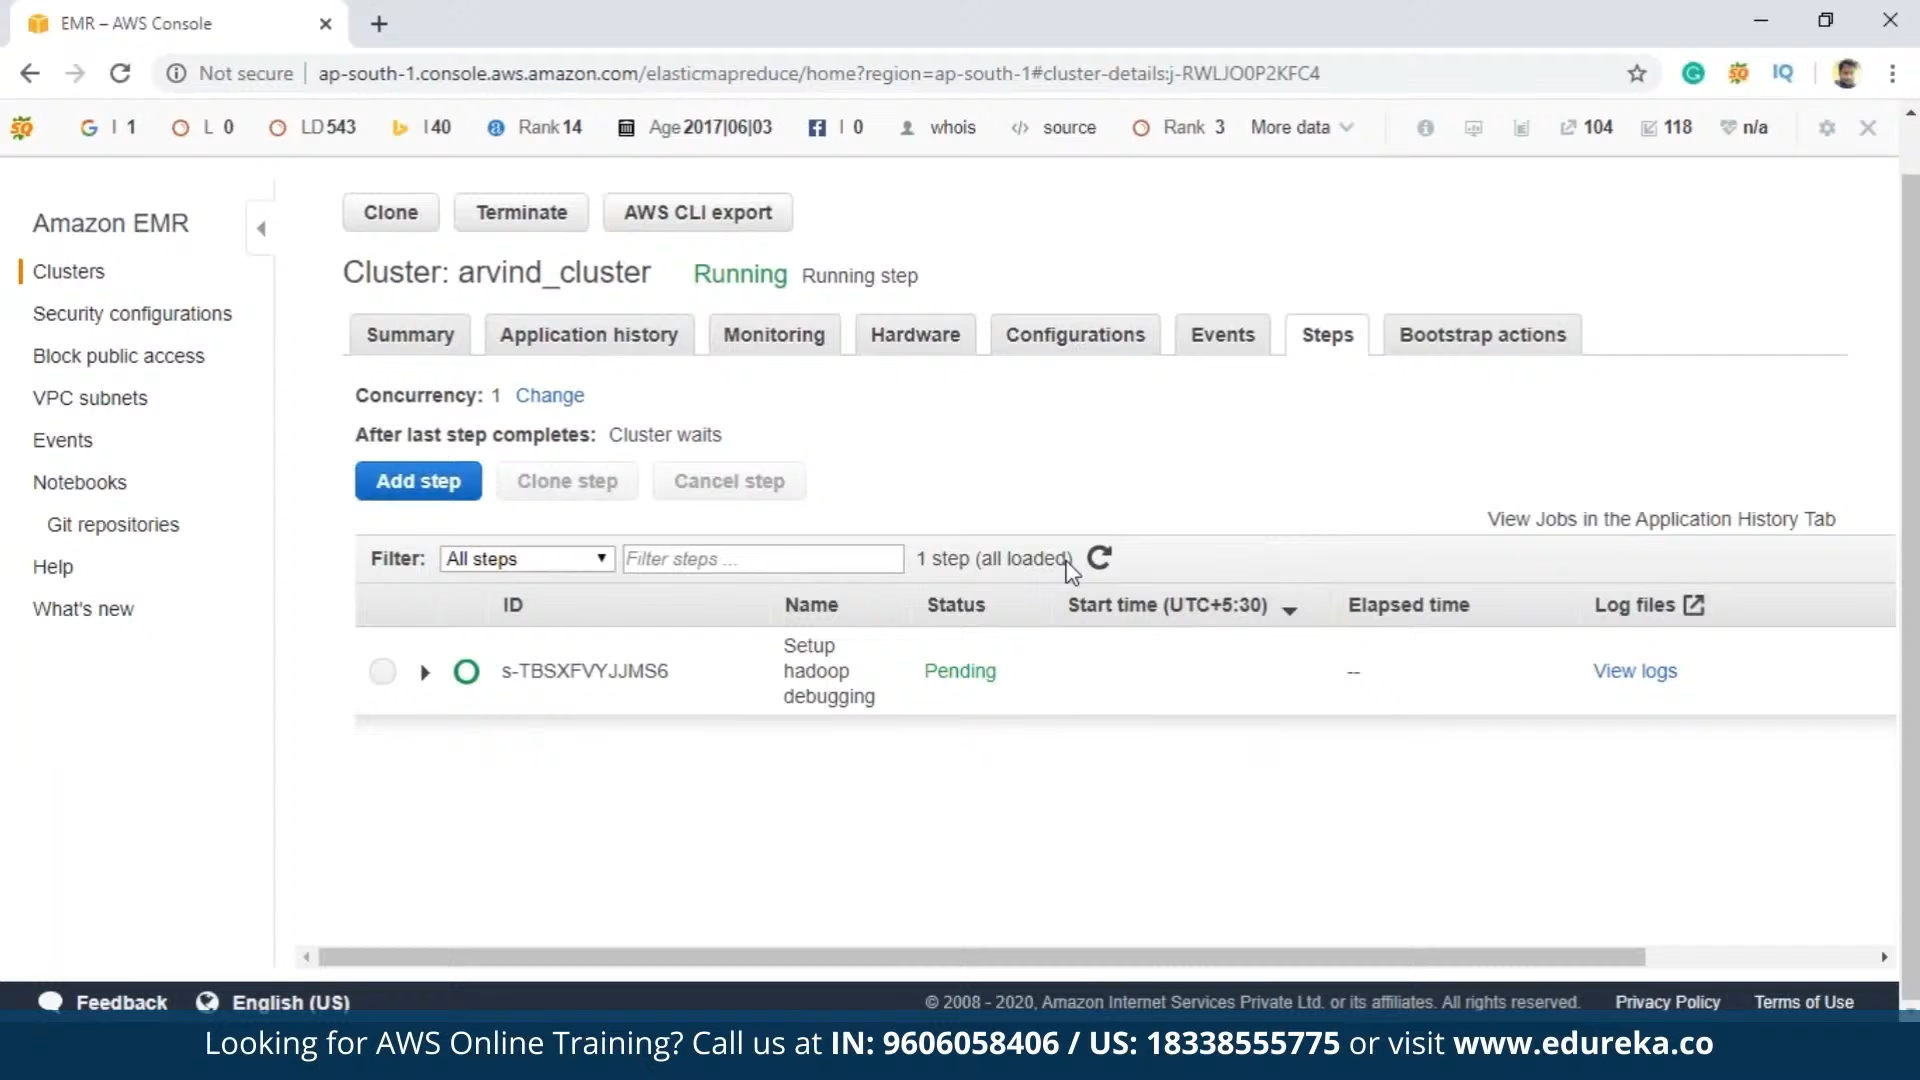 EMR – AWS Console
Not secure | ap-south-1.console.aws.amazon.com/elasticmapreduce/home?region=ap-south-1#cluster-details:j-RWLJO0P2KFC4
IQ
SQ I 1 L 0 LD 543 I 40 Rank 14 Age 2017|06|03 I 0 whois source Rank 3 More data 104 118 n/a
Amazon EMR
Clusters
Security configurations
Block public access
VPC subnets
Events
Notebooks
Git repositories
Help
What's new
Clone Terminate AWS CLI export
Cluster: arvind_cluster Running Running step
Summary Application history Monitoring Hardware Configurations Events Steps Bootstrap actions
Concurrency: 1 Change
After last step completes: Cluster waits
Add step Clone step Cancel step
View Jobs in the Application History Tab
Filter: All steps Filter steps ... 1 step (all loaded)
ID Name Status Start time (UTC+5:30) Elapsed time Log files
s-TBSXFVYJJMS6 Setup hadoop debugging Pending -- View logs
Feedback English (US) © 2008 - 2020, Amazon Internet Services Private Ltd. or its affiliates. All rights reserved. Privacy Policy Terms of Use
Looking for AWS Online Training? Call us at IN: 9606058406 / US: 18338555775 or visit www.edureka.co